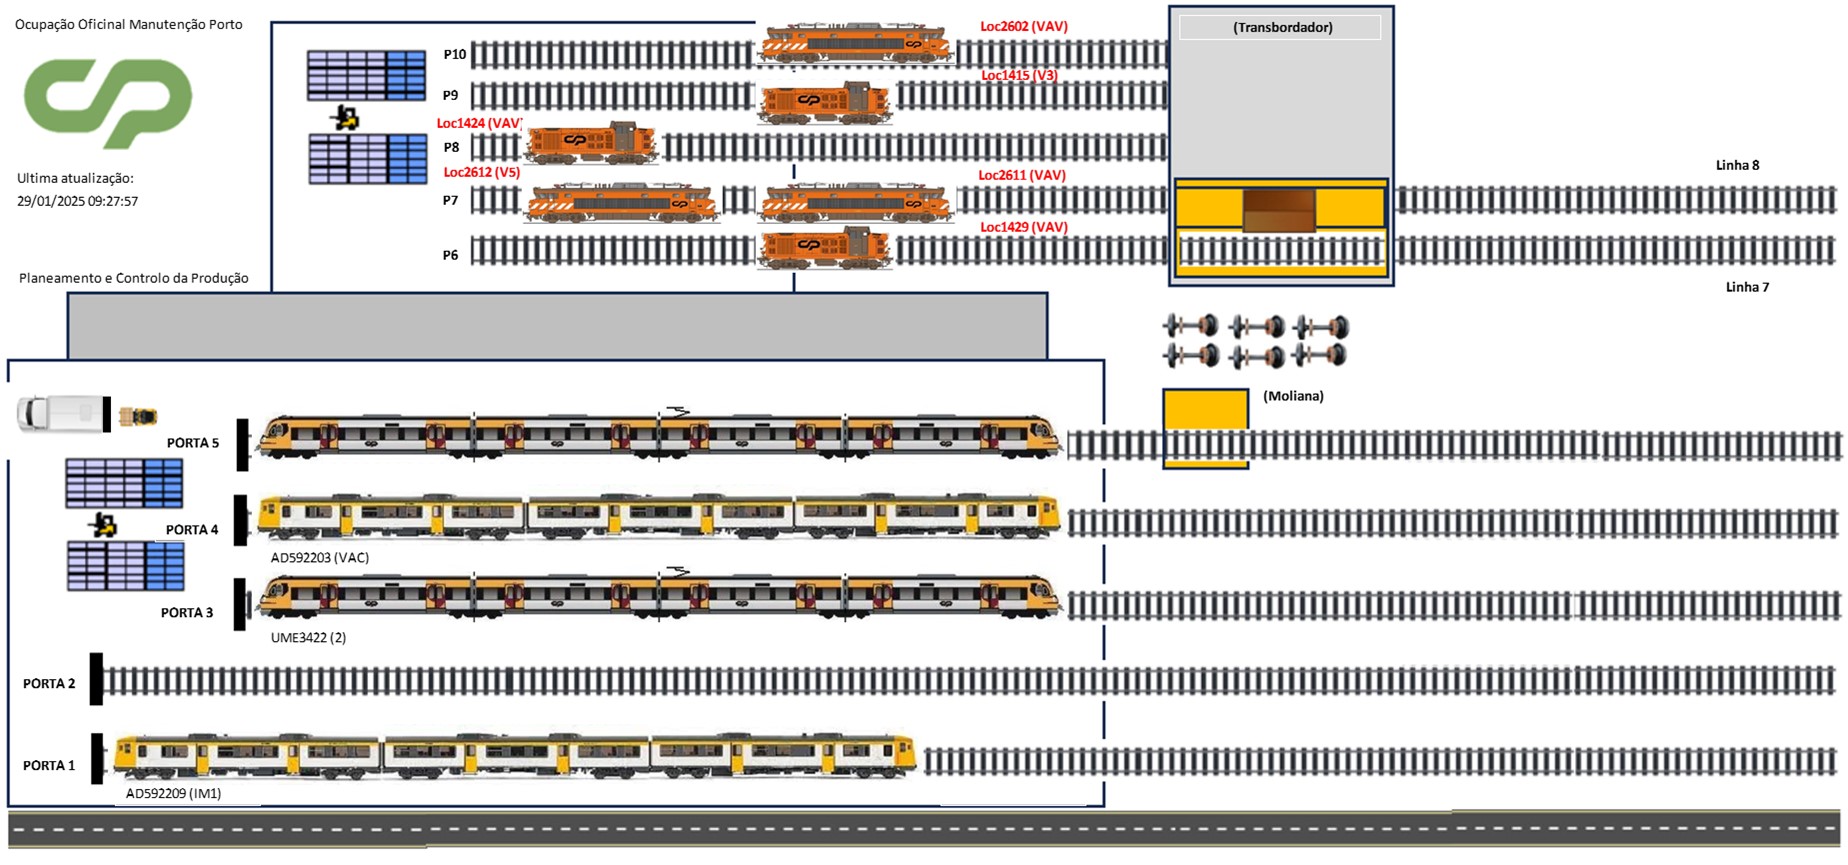 Ocupação Oficinal Manutenção Porto
Ultima atualização:
29/01/2025 09:27:57
Planeamento e Controlo da Produção
P10
Loc2602 (VAV)
(Transbordador)
P9
Loc1415 (V3)
Loc1424 (VAV)
P8
Loc2612 (V5)
Loc2611 (VAV)
P7
Linha 8
Loc1429 (VAV)
P6
Linha 7
(Moliana)
PORTA 5
PORTA 4
AD592203 (VAC)
PORTA 3
UME3422 (2)
PORTA 2
PORTA 1
AD592209 (IM1)